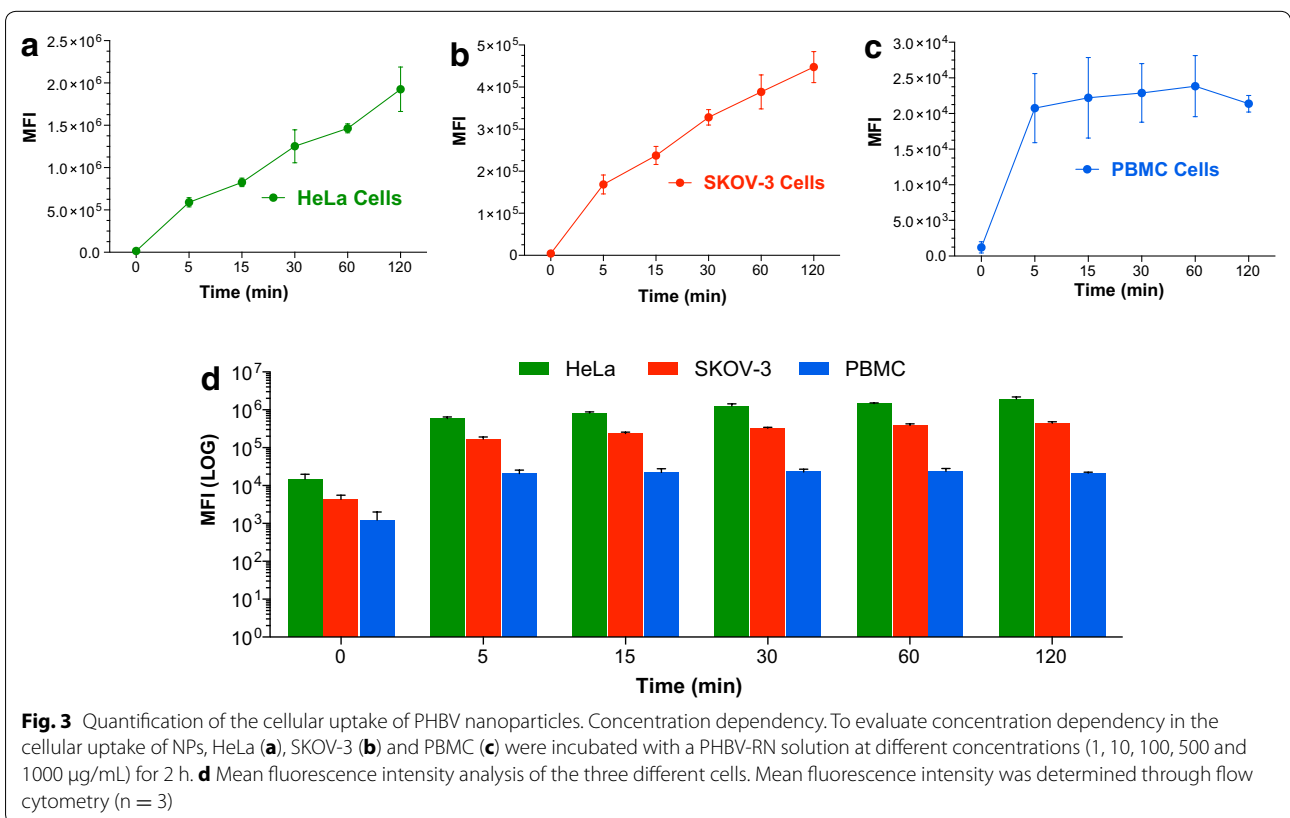 a
2.5×10⁶
2.0×10⁶
1.5×10⁶
1.0×10⁶
5.0×10⁵
0.0
MFI
HeLa Cells
0 5 15 30 60 120
Time (min)
b
5×10⁵
4×10⁵
3×10⁵
2×10⁵
1×10⁵
0
MFI
SKOV-3 Cells
0 5 15 30 60 120
Time (min)
c
3.0×10⁴
2.5×10⁴
2.0×10⁴
1.5×10⁴
1.0×10⁴
5.0×10³
0.0
MFI
PBMC Cells
0 5 15 30 60 120
Time (min)
d
HeLa SKOV-3 PBMC
10⁷
10⁶
10⁵
10⁴
10³
10²
10¹
10⁰
MFI (LOG)
0 5 15 30 60 120
Time (min)
Fig. 3 Quantification of the cellular uptake of PHBV nanoparticles. Concentration dependency. To evaluate concentration dependency in the
cellular uptake of NPs, HeLa (a), SKOV-3 (b) and PBMC (c) were incubated with a PHBV-RN solution at different concentrations (1, 10, 100, 500 and
1000 µg/mL) for 2 h. d Mean fluorescence intensity analysis of the three different cells. Mean fluorescence intensity was determined through flow
cytometry (n = 3)